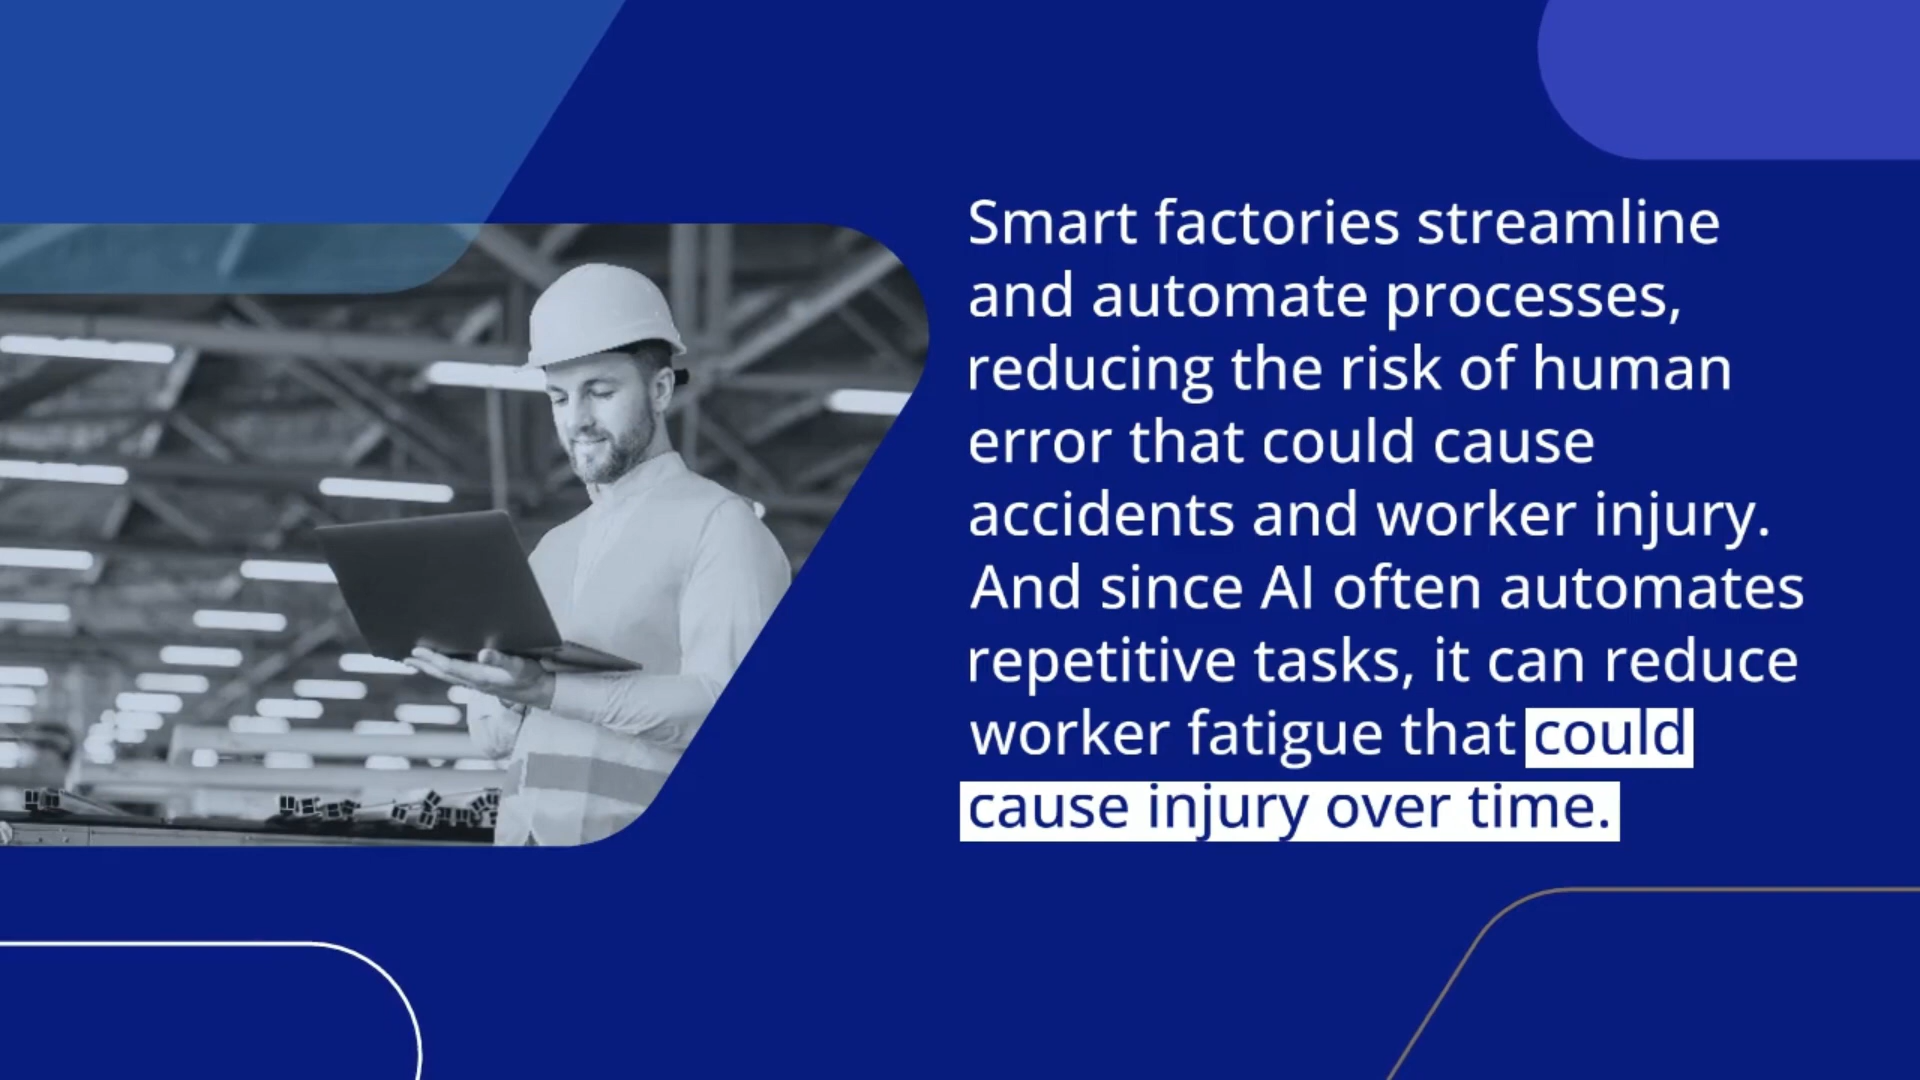 Smart factories streamline
and automate processes,
reducing the risk of human
error that could cause
accidents and worker injury.
And since AI often automates
repetitive tasks, it can reduce
worker fatigue that could
cause injury over time.